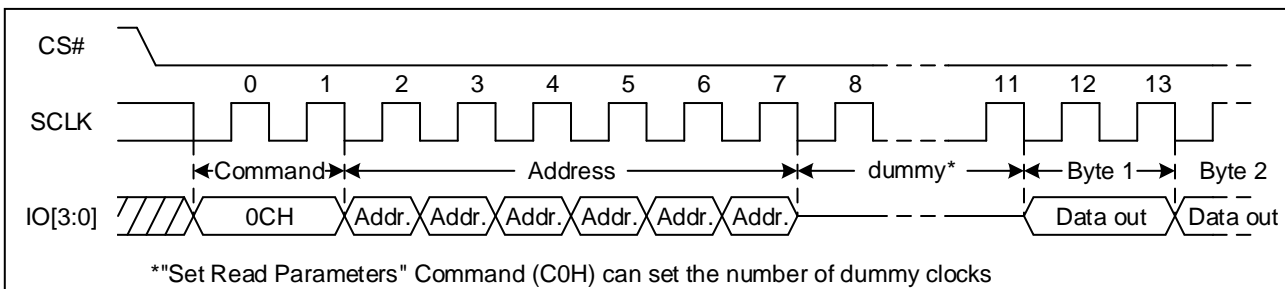 CS#
0 1 2 3 4 5 6 7 8 11 12 13
SCLK
Command Address dummy* Byte 1 Byte 2
IO[3:0] 0CH Addr. Addr. Addr. Addr. Addr. Addr. Data out Data out
*"Set Read Parameters" Command (C0H) can set the number of dummy clocks